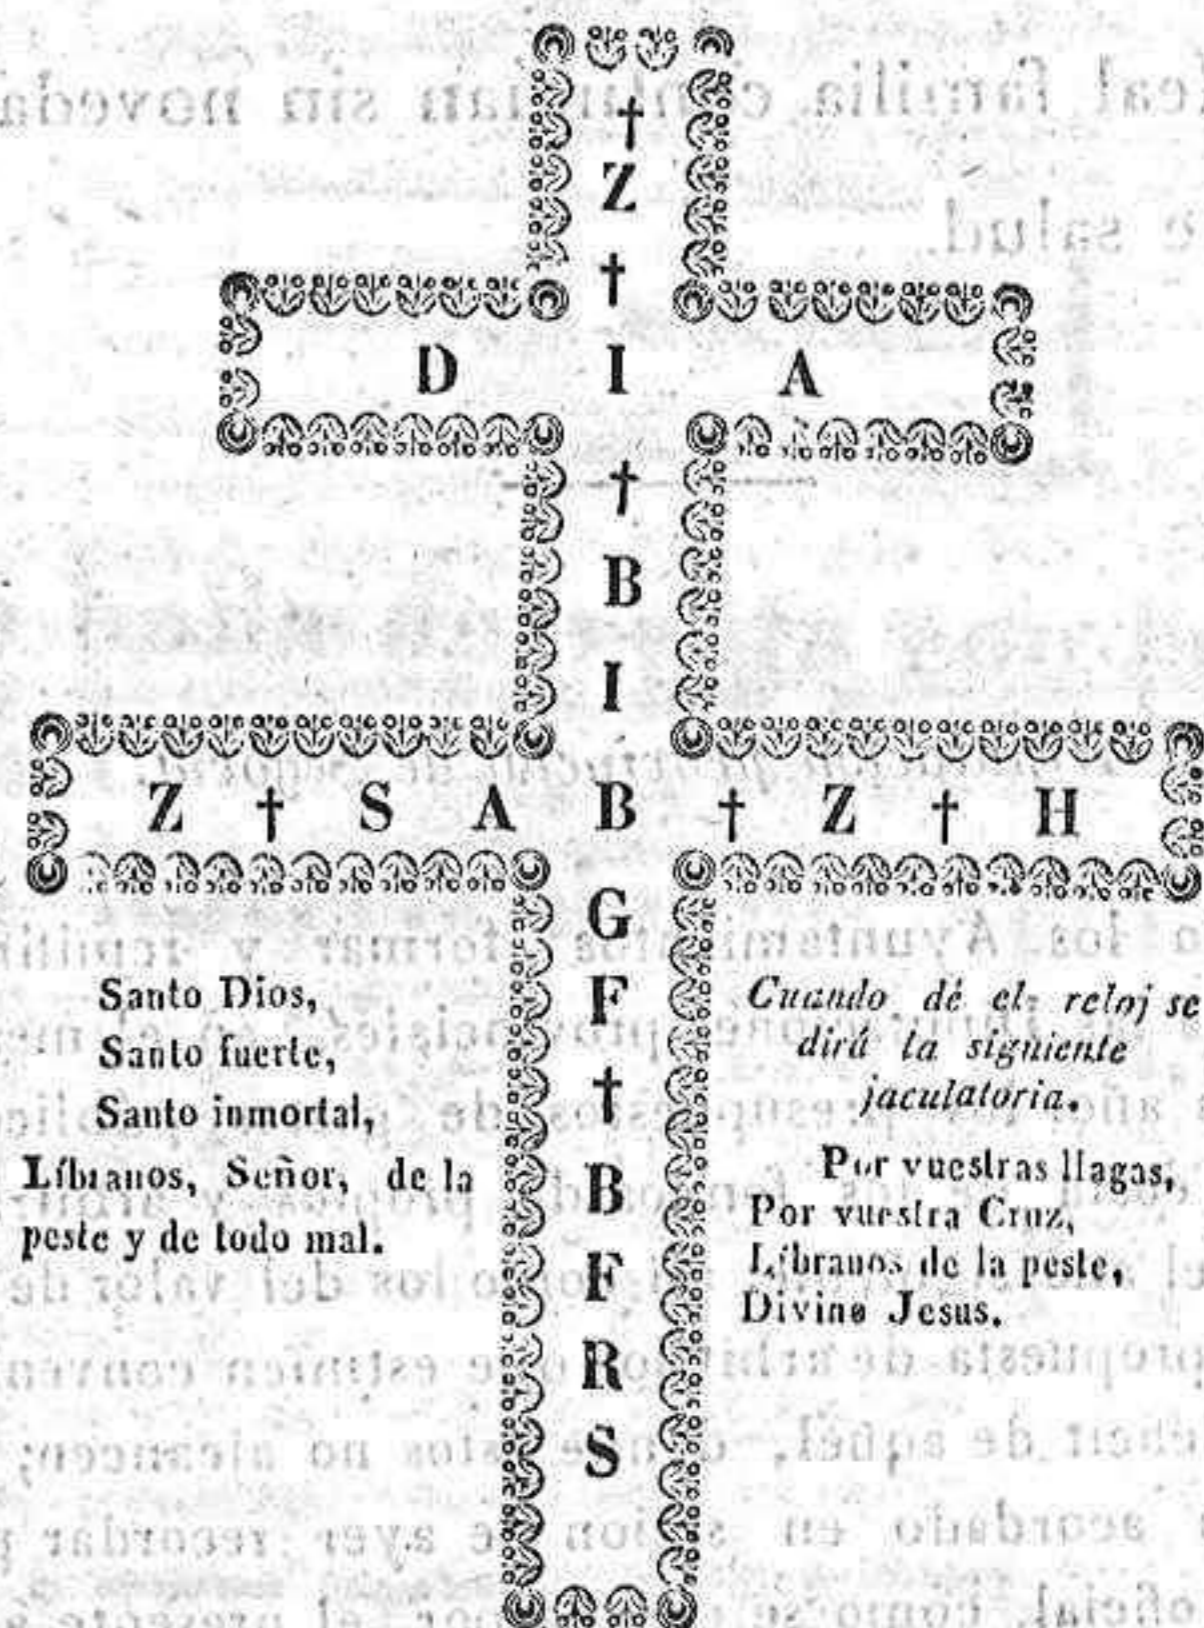 †
Z
†
D I A
†
B
I
Z † S A B † Z † H
G
F
†
B
F
R
S
Santo Dios,
Santo fuerte,
Santo inmortal,
Líbranos, Señor, de la
peste y de todo mal.
Cuando dé el reloj se
dirá la siguiente
jaculatoria.
Por vuestras llagas,
Por vuestra Cruz,
Líbranos de la peste,
Divino Jesus.